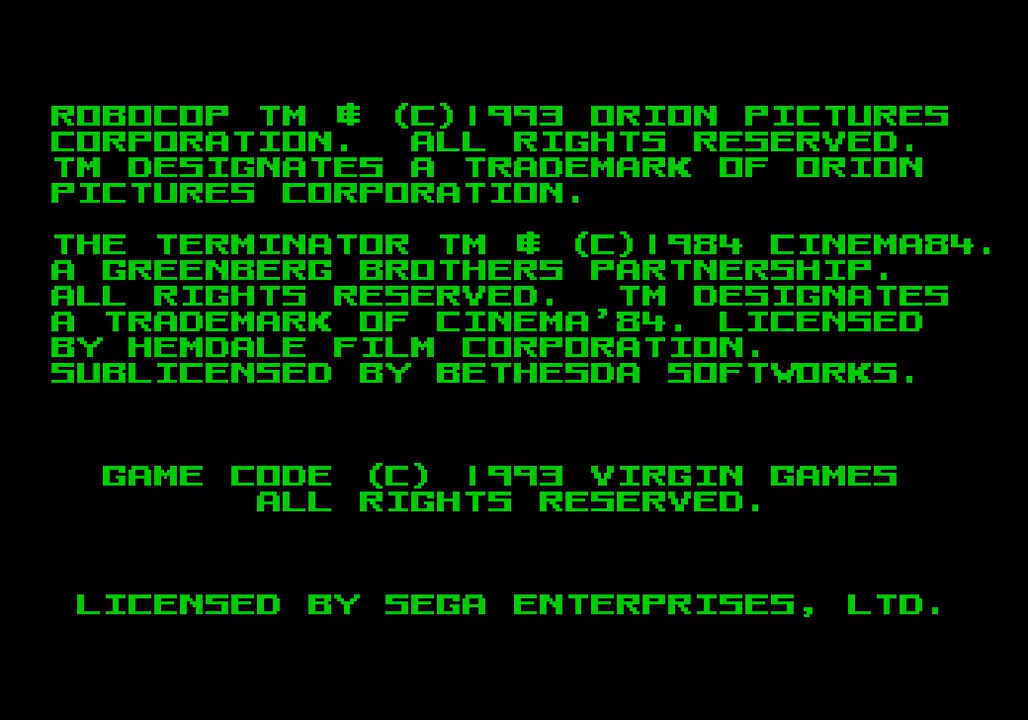 ROBOCOP TM & (C)1993 ORION PICTURES
CORPORATION.  ALL RIGHTS RESERVED.
TM DESIGNATES A TRADEMARK OF ORION
PICTURES CORPORATION.
THE TERMINATOR TM & (C)1984 CINEMA84.
A GREENBERG BROTHERS PARTNERSHIP.
ALL RIGHTS RESERVED.  TM DESIGNATES
A TRADEMARK OF CINEMA'84. LICENSED
BY HEMDALE FILM CORPORATION.
SUBLICENSED BY BETHESDA SOFTWORKS.
GAME CODE (C) 1993 VIRGIN GAMES
ALL RIGHTS RESERVED.
LICENSED BY SEGA ENTERPRISES, LTD.